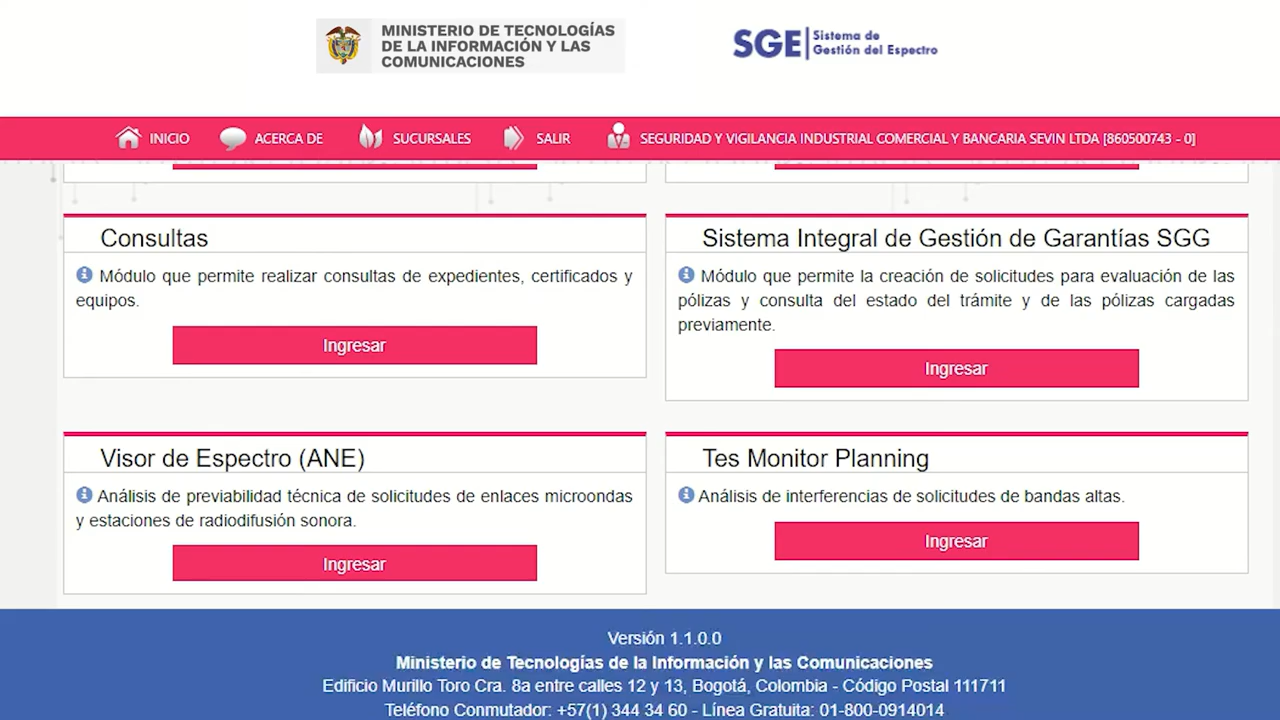 MINISTERIO DE TECNOLOGÍAS
DE LA INFORMACIÓN Y LAS
COMUNICACIONES
SGE Sistema de
Gestión del Espectro
INICIO ACERCA DE SUCURSALES SALIR SEGURIDAD Y VIGILANCIA INDUSTRIAL COMERCIAL Y BANCARIA SEVIN LTDA [860500743 - 0]
Consultas
Módulo que permite realizar consultas de expedientes, certificados y
equipos.
Ingresar
Sistema Integral de Gestión de Garantías SGG
Módulo que permite la creación de solicitudes para evaluación de las
pólizas y consulta del estado del trámite y de las pólizas cargadas
previamente.
Ingresar
Visor de Espectro (ANE)
Análisis de previabilidad técnica de solicitudes de enlaces microondas
y estaciones de radiodifusión sonora.
Ingresar
Tes Monitor Planning
Análisis de interferencias de solicitudes de bandas altas.
Ingresar
Versión 1.1.0.0
Ministerio de Tecnologías de la Información y las Comunicaciones
Edificio Murillo Toro Cra. 8a entre calles 12 y 13, Bogotá, Colombia - Código Postal 111711
Teléfono Conmutador: +57(1) 344 34 60 - Línea Gratuita: 01-800-0914014